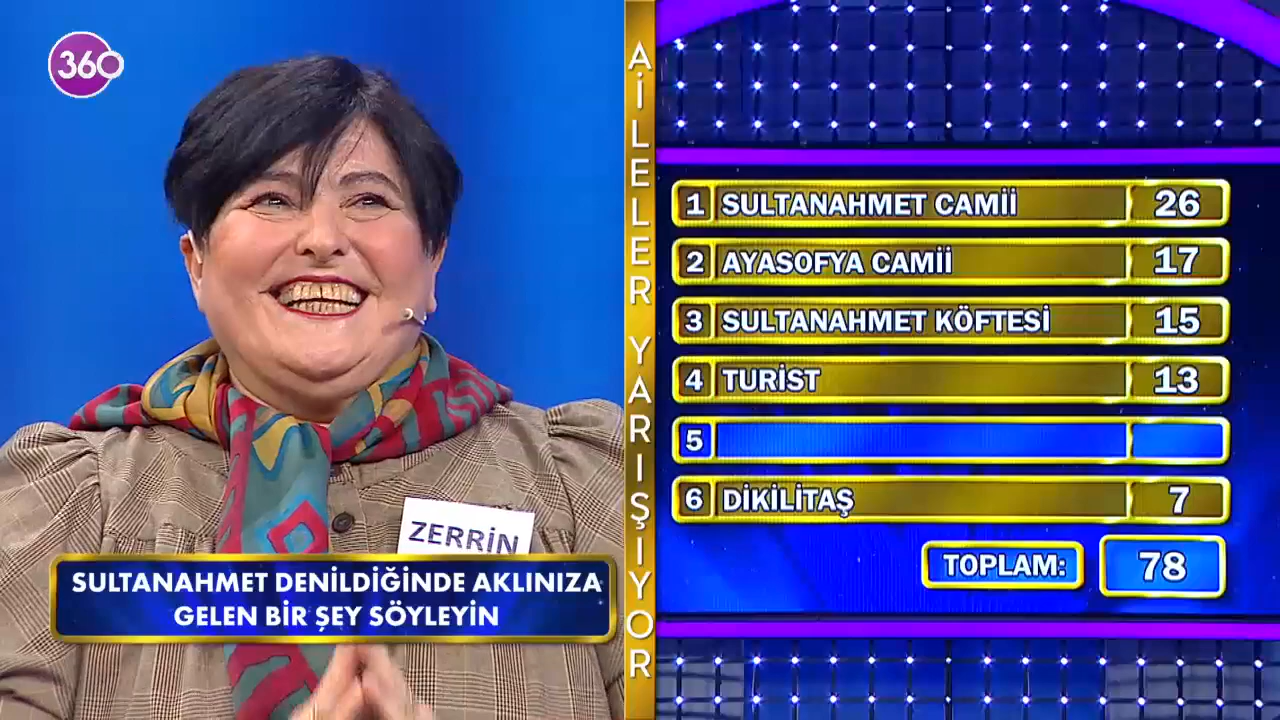 360
AİLELER YARIŞIYOR
1 SULTANAHMET CAMİİ 26
2 AYASOFYA CAMİİ 17
3 SULTANAHMET KÖFTESİ 15
4 TURİST 13
5
6 DİKİLİTAŞ 7
TOPLAM: 78
ZERRİN
SULTANAHMET DENİLDİĞİNDE AKLINIZA
GELEN BİR ŞEY SÖYLEYİN